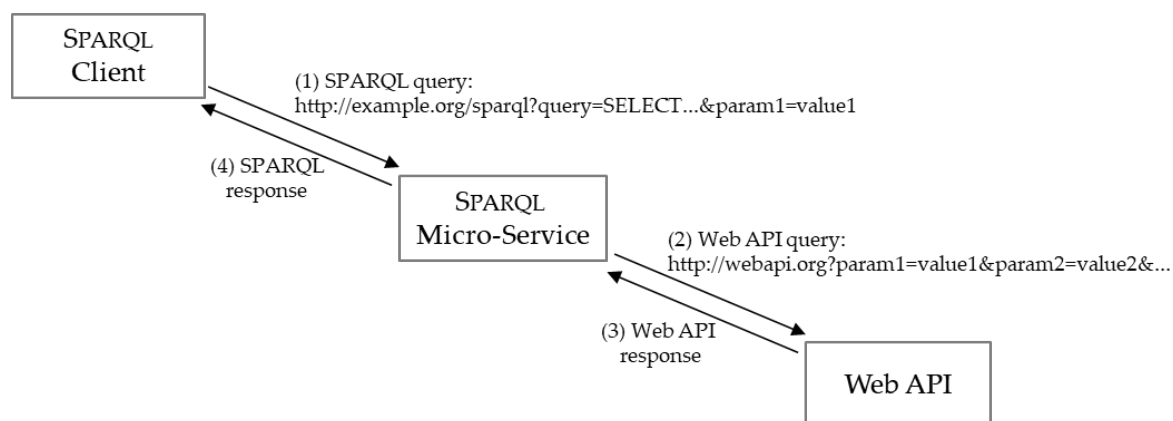 SPARQL
Client
(1) SPARQL query:
http://example.org/sparql?query=SELECT...&param1=value1
(4) SPARQL
response
SPARQL
Micro-Service
(2) Web API query:
http://webapi.org?param1=value1&param2=value2&...
(3) Web API
response
Web API